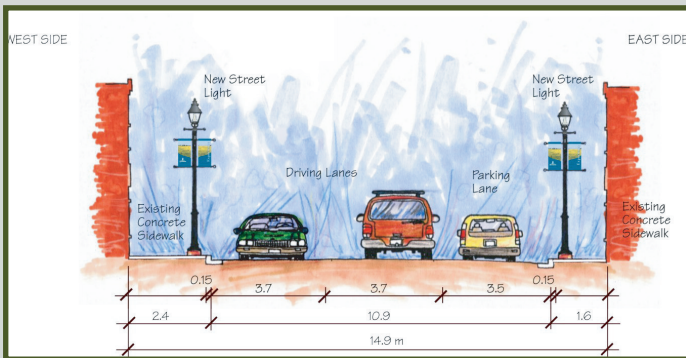 WEST SIDE
EAST SIDE
New Street
Light
New Street
Light
Driving Lanes
Parking
Lane
Existing
Concrete
Sidewalk
Existing
Concrete
Sidewalk
0.15
3.7
3.7
3.5
0.15
2.4
10.9
1.6
14.9 m